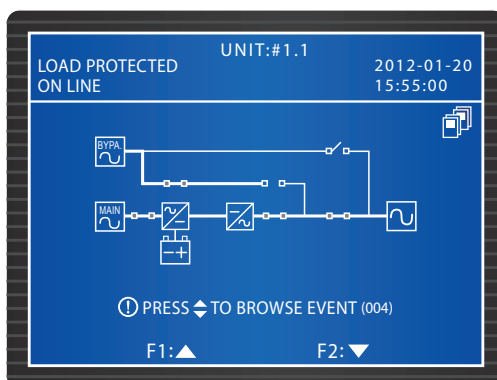 UNIT:#1.1
LOAD PROTECTED
ON LINE
2012-01-20
15:55:00
BYPA.
MAIN
PRESS TO BROWSE EVENT (004)
F1:
F2: